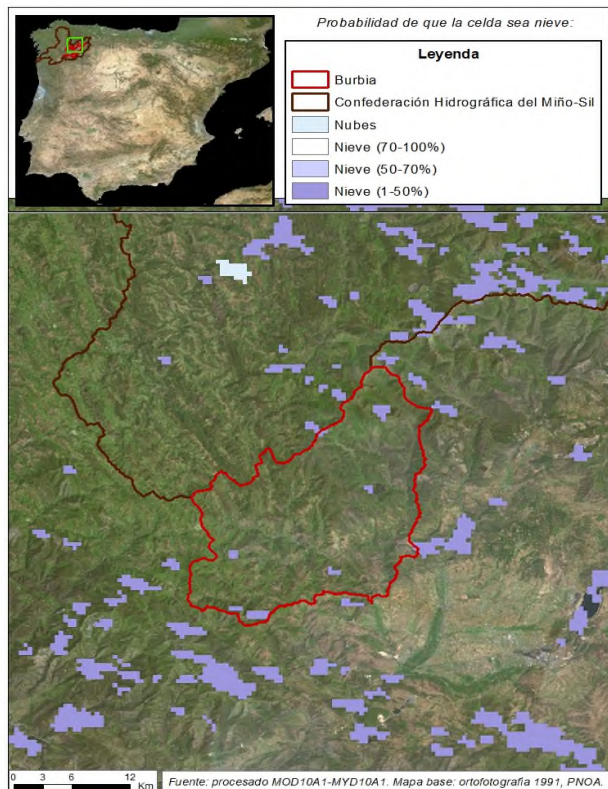 Probabilidad de que la celda sea nieve:
Leyenda
Burbia
Confederación Hidrográfica del Miño-Sil
Nubes
Nieve (70-100%)
Nieve (50-70%)
Nieve (1-50%)
0 3 6 12
Km
Fuente: procesado MOD10A1-MYD10A1. Mapa base: ortofotografía 1991, PNOA.